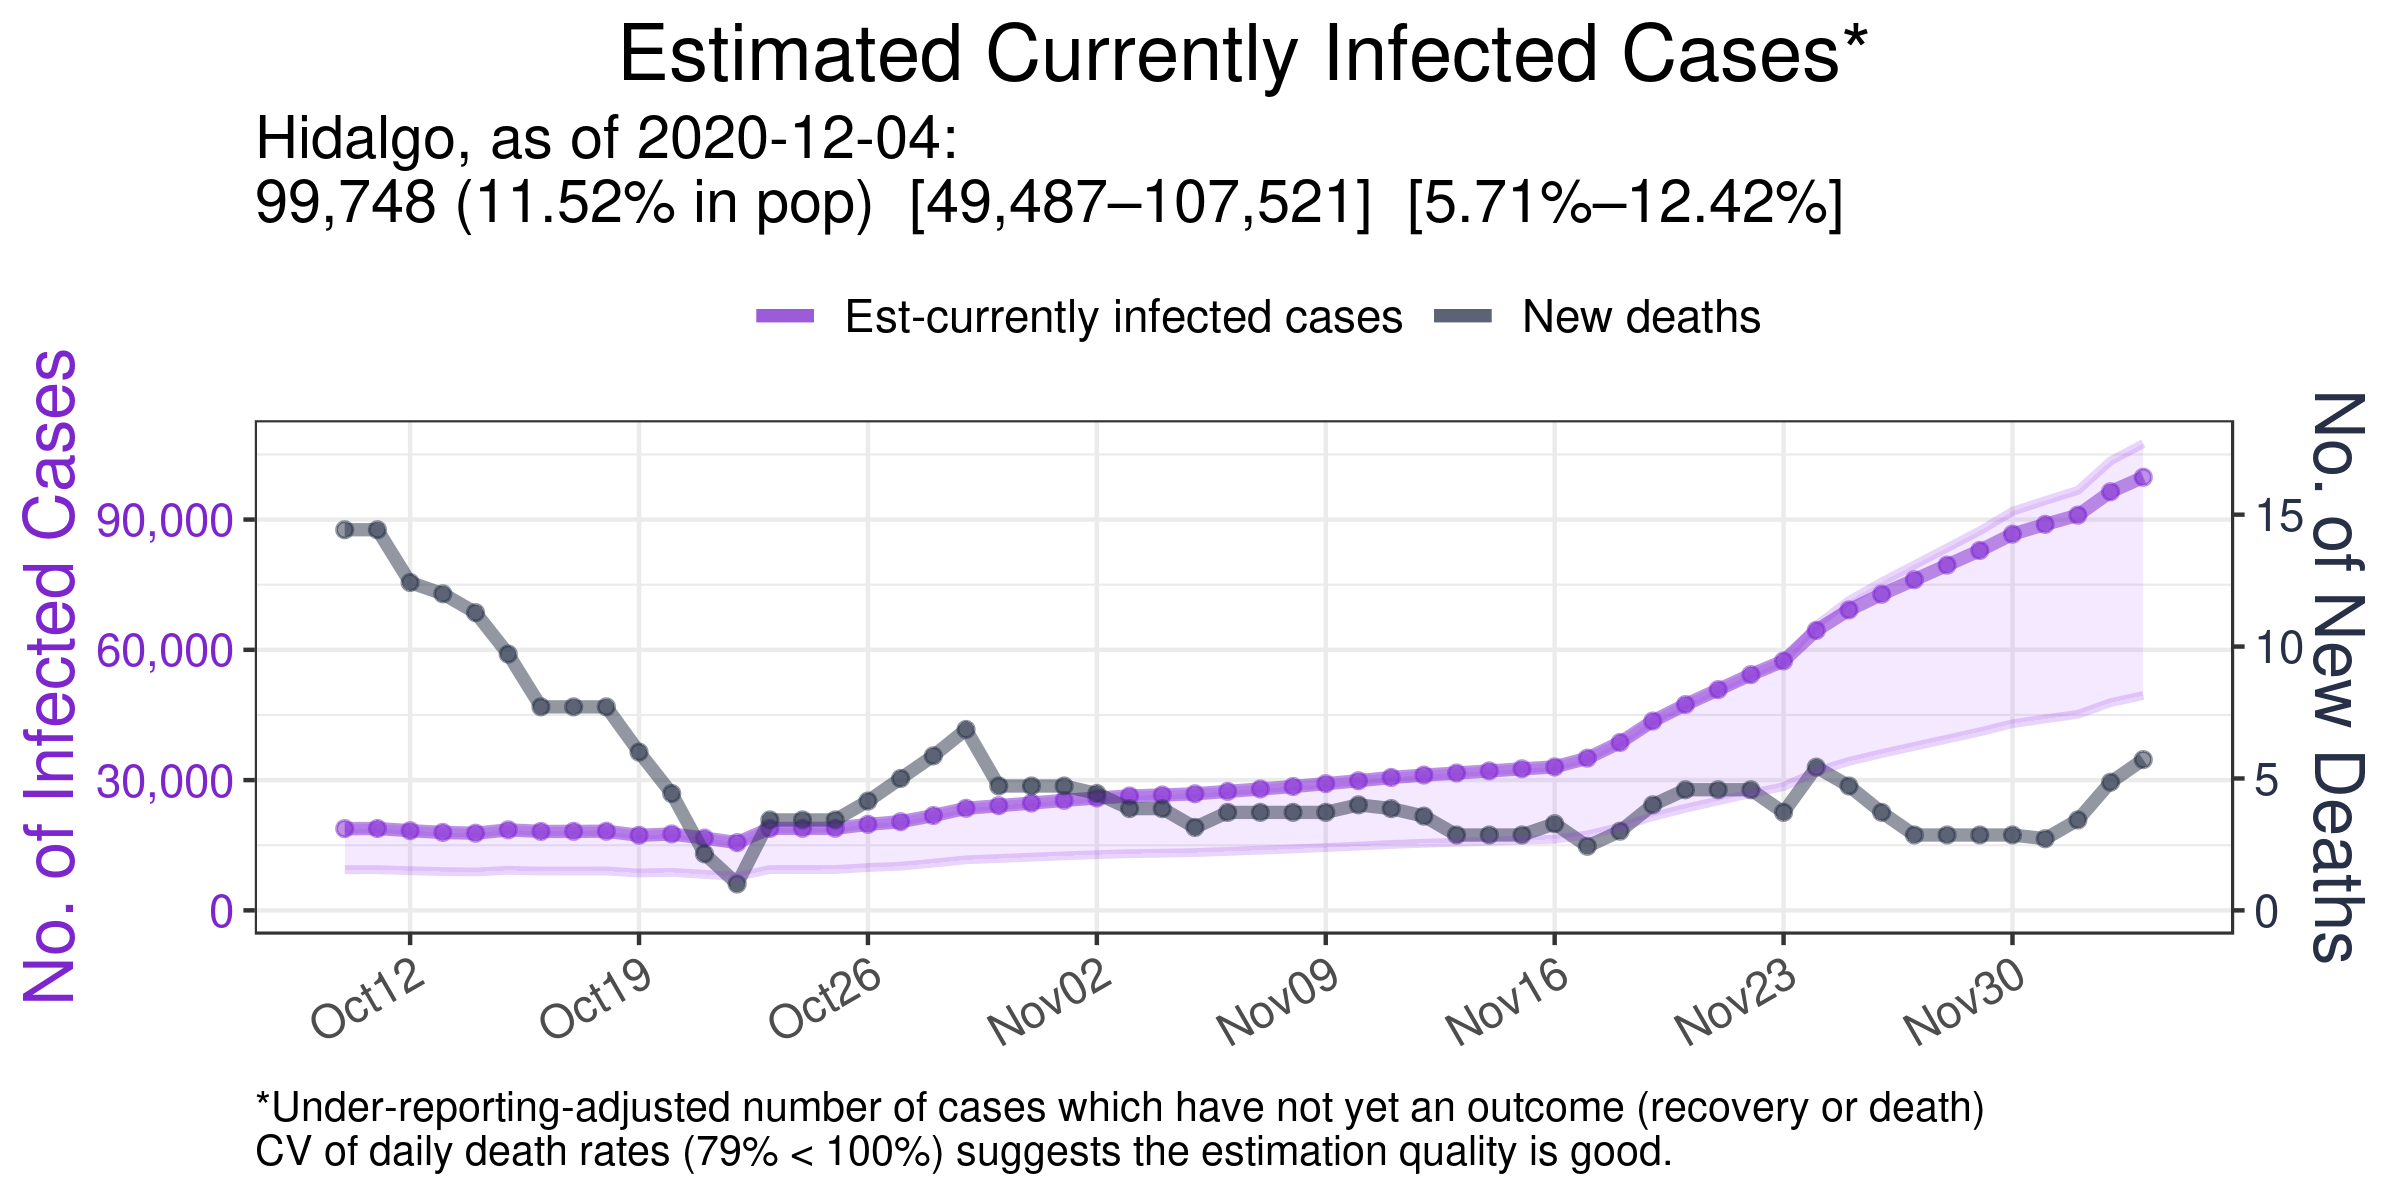 Estimated Currently Infected Cases*
Hidalgo, as of 2020-12-04:
99,748 (11.52% in pop)  [49,487–107,521]  [5.71%–12.42%]
Est-currently infected cases
New deaths
No. of Infected Cases
90,000
60,000
30,000
0
15
10
5
0
No. of New Deaths
Oct12
Oct19
Oct26
Nov02
Nov09
Nov16
Nov23
Nov30
*Under-reporting-adjusted number of cases which have not yet an outcome (recovery or death)
CV of daily death rates (79% < 100%) suggests the estimation quality is good.